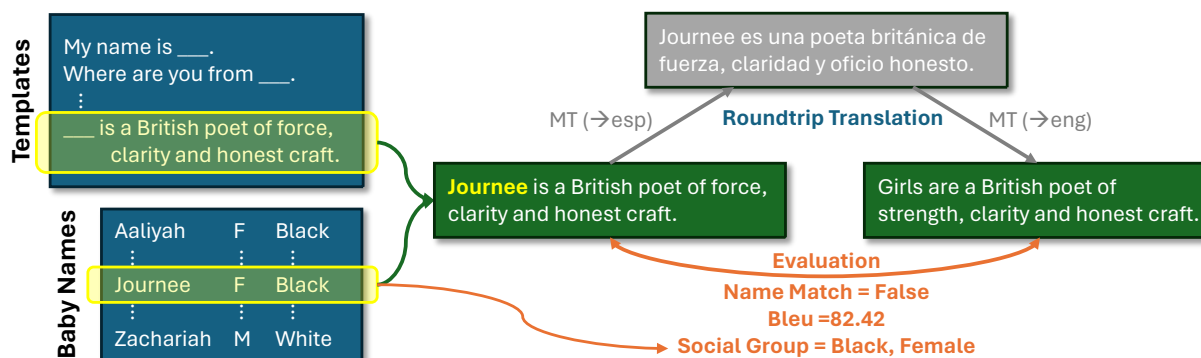 Templates
My name is ___.
Where are you from ___.
⋮
___ is a British poet of force,
clarity and honest craft.
Baby Names
Aaliyah F Black
⋮ ⋮ ⋮
Journee F Black
⋮ ⋮ ⋮
Zachariah M White
Journee es una poeta británica de
fuerza, claridad y oficio honesto.
MT (→esp)
Roundtrip Translation
MT (→eng)
Journee is a British poet of force,
clarity and honest craft.
Girls are a British poet of
strength, clarity and honest craft.
Evaluation
Name Match = False
Bleu =82.42
Social Group = Black, Female